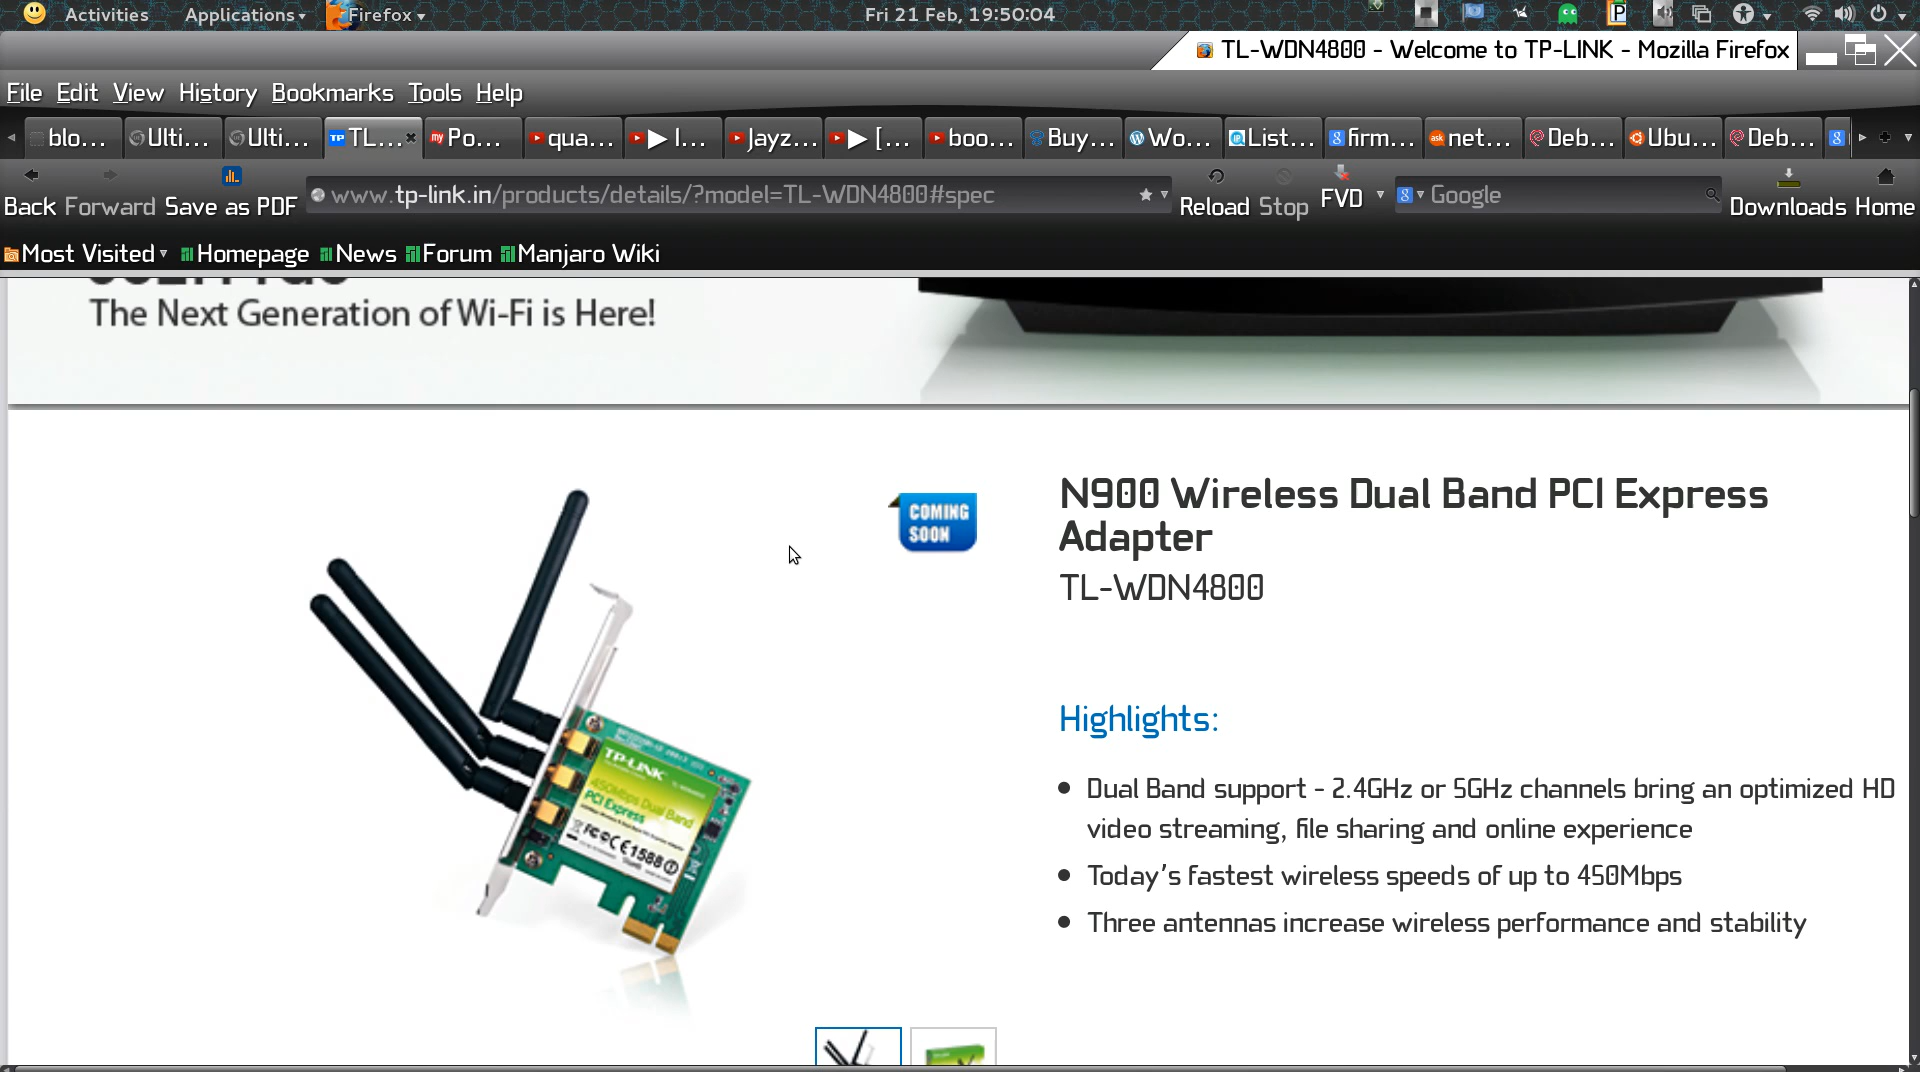 Activities Applications Firefox Fri 21 Feb, 19:50:04
TL-WDN4800 - Welcome to TP-LINK - Mozilla Firefox
File Edit View History Bookmarks Tools Help
blo... Ulti... Ulti... TL... Po... qua... ▶ I... Jayz... ▶ [... boo... Buy... Wo... List... firm... net... Deb... Ubu... Deb...
www.tp-link.in/products/details/?model=TL-WDN4800#spec Google
Back Forward Save as PDF Reload Stop FVD Downloads Home
Most Visited Homepage News Forum Manjaro Wiki
The Next Generation of Wi-Fi is Here!
COMING
SOON
N900 Wireless Dual Band PCI Express
Adapter
TL-WDN4800
TP-LINK
450Mbps Dual Band
PCI Express
FC CE1588
Highlights:
Dual Band support - 2.4GHz or 5GHz channels bring an optimized HD
video streaming, file sharing and online experience
Today's fastest wireless speeds of up to 450Mbps
Three antennas increase wireless performance and stability